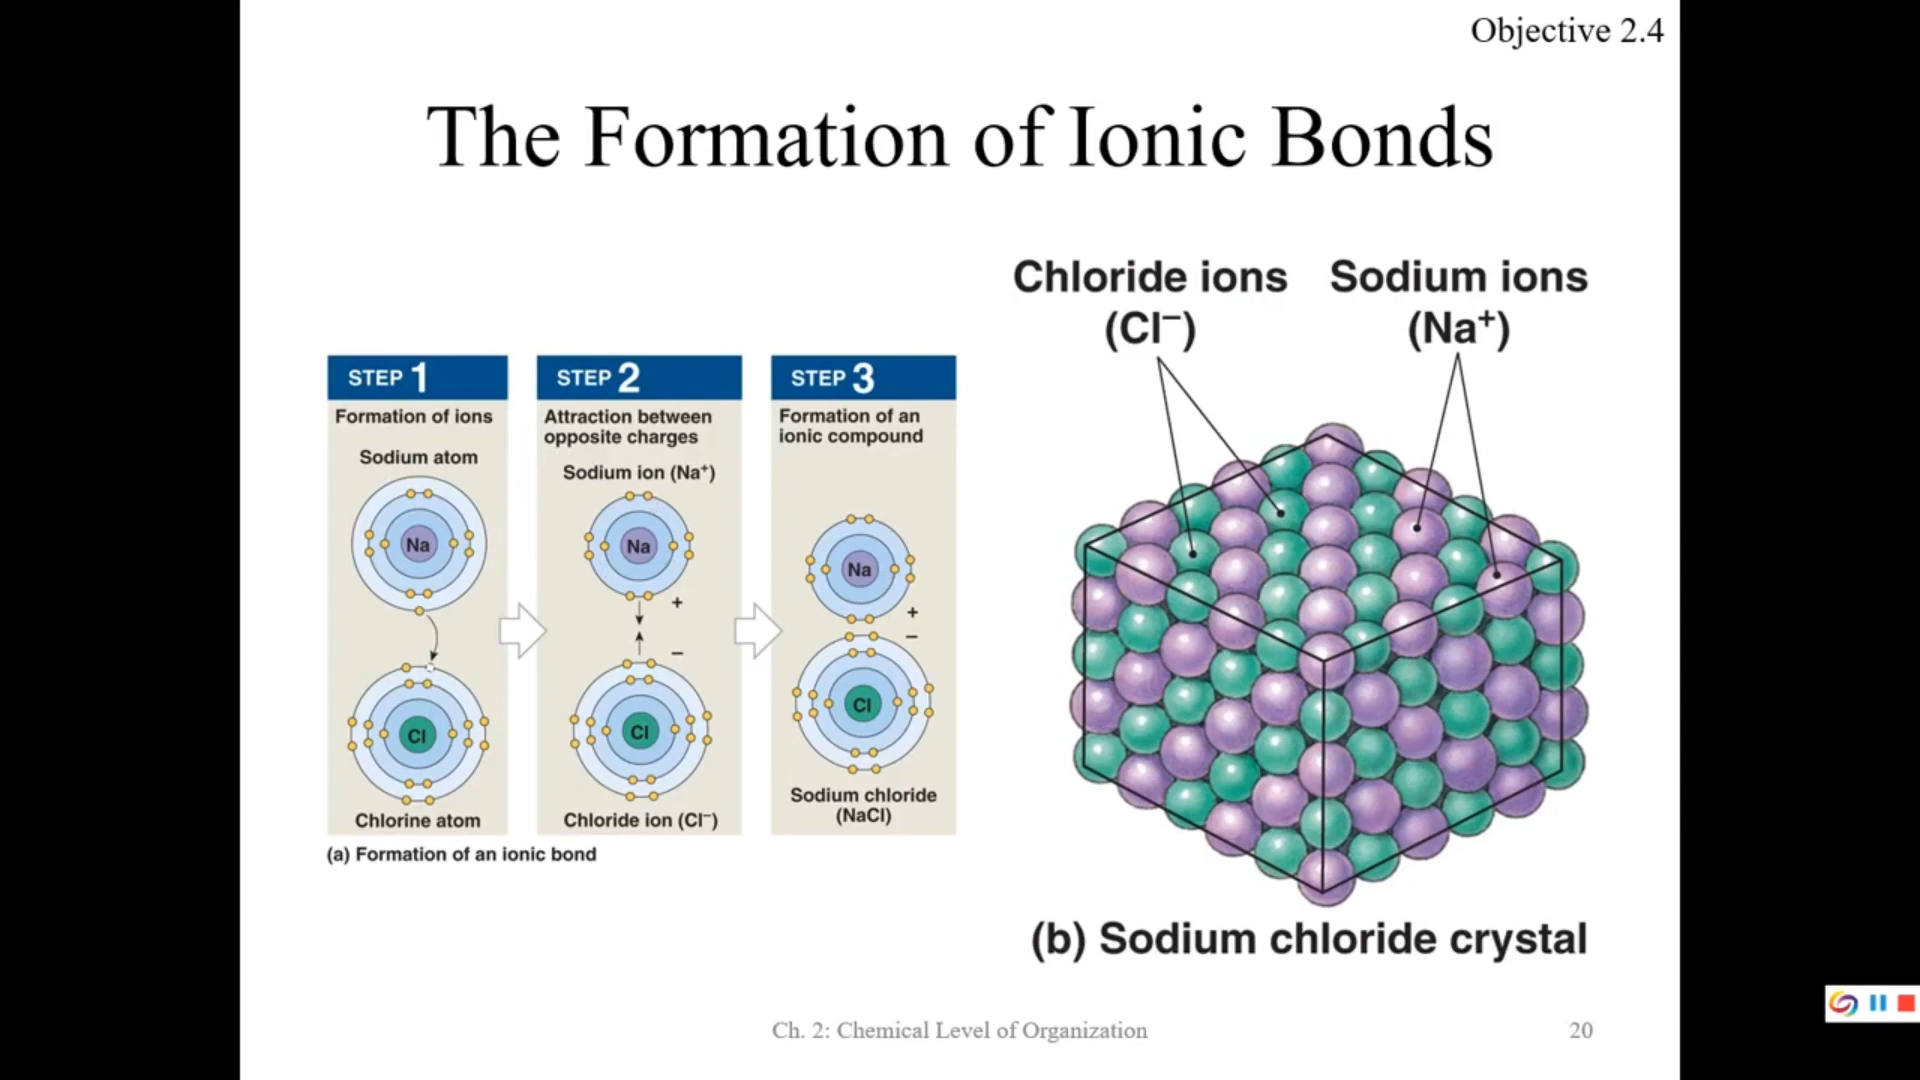 Objective 2.4
The Formation of Ionic Bonds
STEP 1
Formation of ions
Sodium atom
Na
Cl
Chlorine atom
STEP 2
Attraction between
opposite charges
Sodium ion (Na⁺)
Na
+
−
Cl
Chloride ion (Cl⁻)
STEP 3
Formation of an
ionic compound
Na
+
−
Cl
Sodium chloride
(NaCl)
(a) Formation of an ionic bond
Chloride ions
(Cl⁻)
Sodium ions
(Na⁺)
(b) Sodium chloride crystal
Ch. 2: Chemical Level of Organization
20